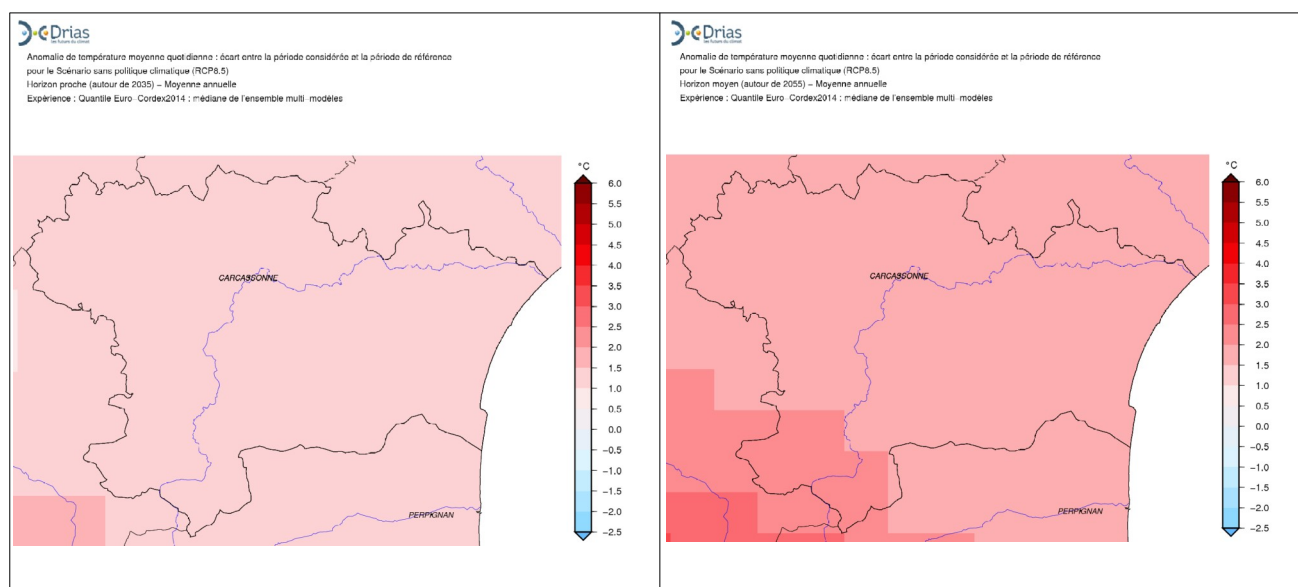 Drias
les futurs du climat
Anomalie de température moyenne quotidienne : écart entre la période considérée et la période de référence
pour le Scénario sans politique climatique (RCP8.5)
Horizon proche (autour de 2035) – Moyenne annuelle
Expérience : Quantile Euro-Cordex2014 : médiane de l'ensemble multi-modèles
°C
6.0
5.5
5.0
4.5
4.0
3.5
3.0
2.5
2.0
1.5
1.0
0.5
0.0
−0.5
−1.0
−1.5
−2.0
−2.5
CARCASSONNE
PERPIGNAN
Drias
les futurs du climat
Anomalie de température moyenne quotidienne : écart entre la période considérée et la période de référence
pour le Scénario sans politique climatique (RCP8.5)
Horizon moyen (autour de 2055) – Moyenne annuelle
Expérience : Quantile Euro-Cordex2014 : médiane de l'ensemble multi-modèles
°C
6.0
5.5
5.0
4.5
4.0
3.5
3.0
2.5
2.0
1.5
1.0
0.5
0.0
−0.5
−1.0
−1.5
−2.0
−2.5
CARCASSONNE
PERPIGNAN